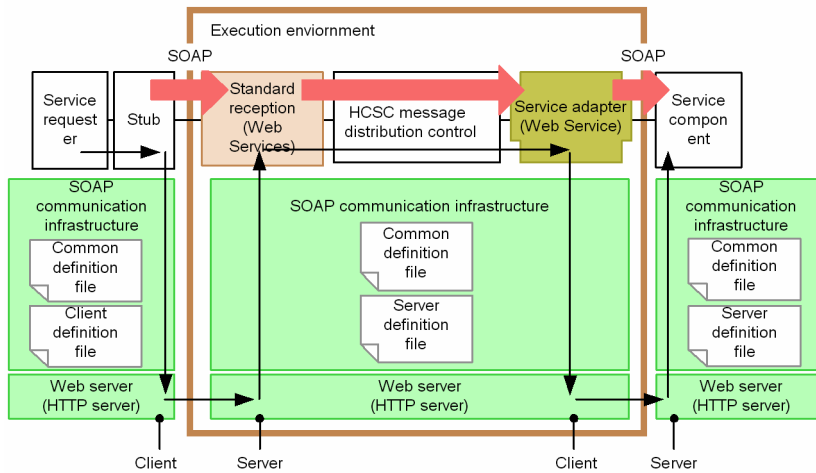 Execution enviornment
SOAP
SOAP
Service
request
er
Stub
Standard
reception
(Web
Services)
HCSC message
distribution control
Service adapter
(Web Service)
Service
compon
ent
SOAP
communication
infrastructure
Common
definition
file
Client
definition
file
SOAP communication infrastructure
Common
definition
file
Server
definition
file
SOAP
communication
infrastructure
Common
definition
file
Server
definition
file
Web server
(HTTP server)
Web server
(HTTP server)
Web server
(HTTP server)
Client
Server
Client
Server